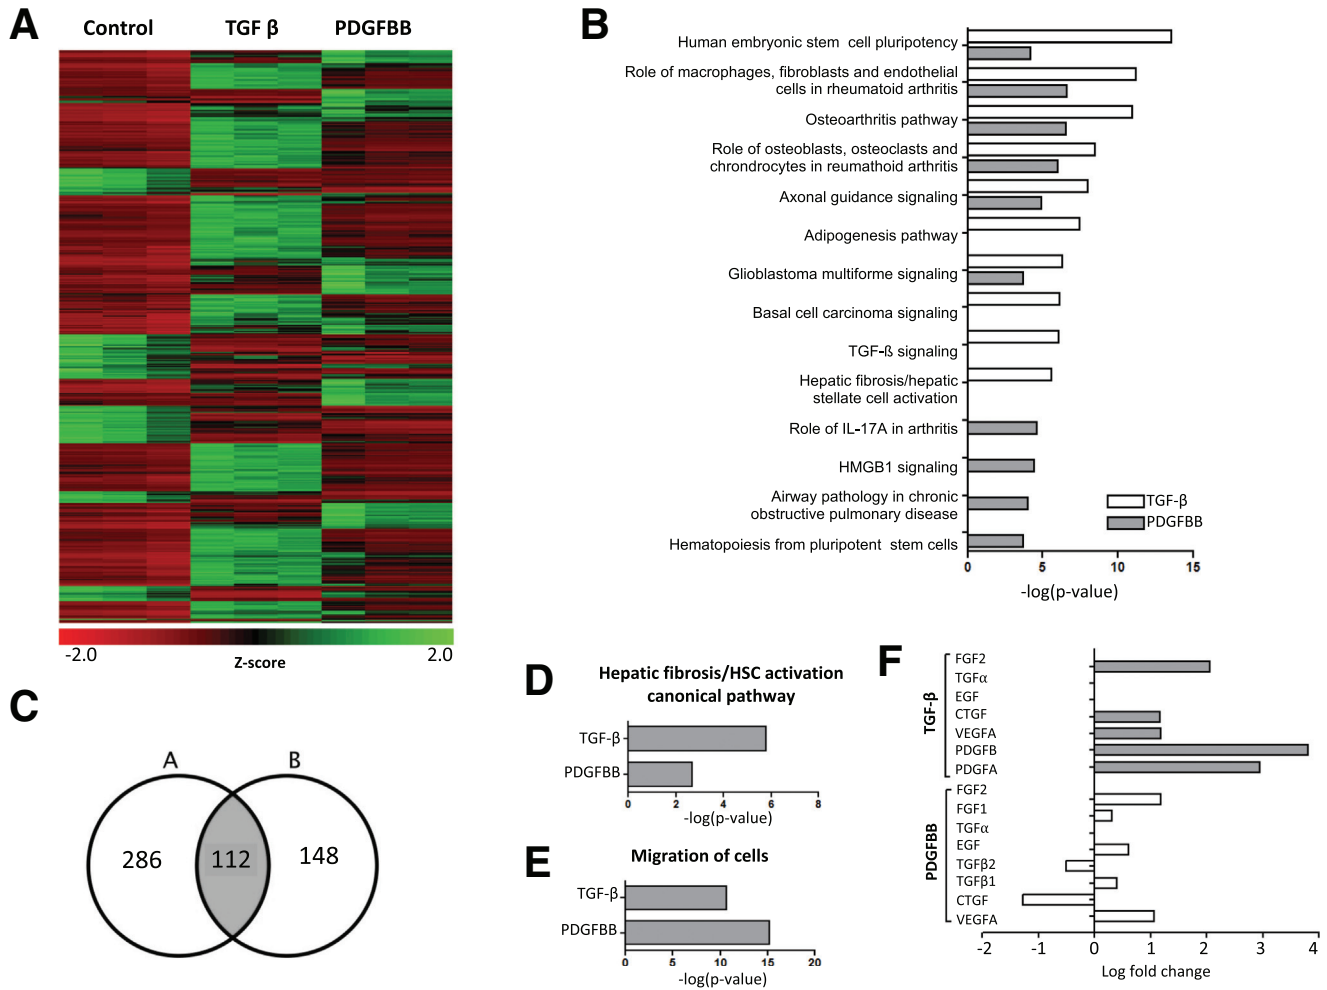 A
Control
TGF β
PDGFBB
-2.0
Z-score
2.0
B
Human embryonic stem cell pluripotency
Role of macrophages, fibroblasts and endothelial
cells in rheumatoid arthritis
Osteoarthritis pathway
Role of osteoblasts, osteoclasts and
chrondrocytes in reumathoid arthritis
Axonal guidance signaling
Adipogenesis pathway
Glioblastoma multiforme signaling
Basal cell carcinoma signaling
TGF-ß signaling
Hepatic fibrosis/hepatic
stellate cell activation
Role of IL-17A in arthritis
HMGB1 signaling
Airway pathology in chronic
obstructive pulmonary disease
Hematopoiesis from pluripotent stem cells
TGF-β
PDGFBB
0 5 10 15
-log(p-value)
C
A B
286 112 148
D
Hepatic fibrosis/HSC activation
canonical pathway
TGF-β
PDGFBB
0 2 4 6 8
-log(p-value)
E
Migration of cells
TGF-β
PDGFBB
0 5 10 15 20
-log(p-value)
F
TGF-β
FGF2
TGFα
EGF
CTGF
VEGFA
PDGFB
PDGFA
PDGFBB
FGF2
FGF1
TGFα
EGF
TGFβ2
TGFβ1
CTGF
VEGFA
-2 -1 0 1 2 3 4
Log fold change